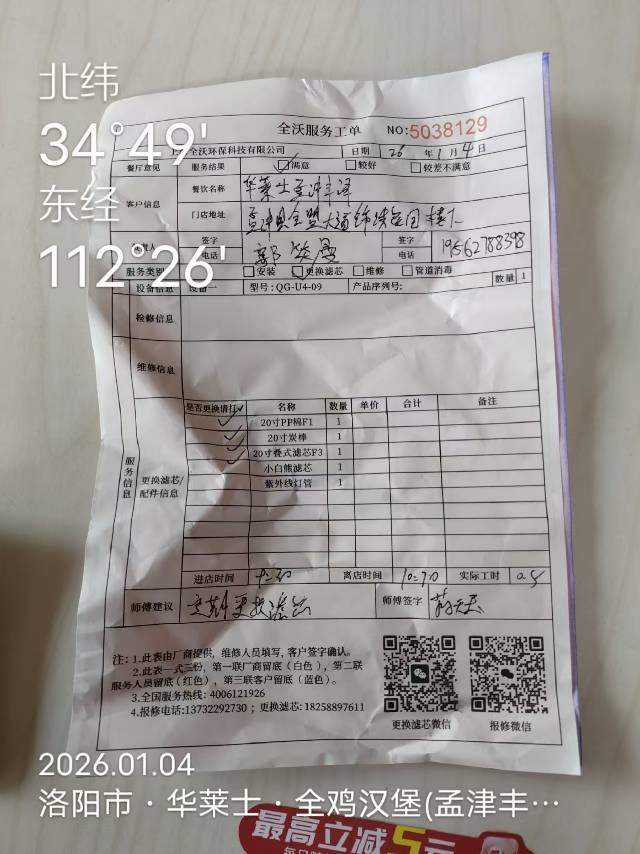 北纬
34°49'
东经
112°26'
全沃服务工单 NO:5038129
全沃环保科技有限公司 日期 26年1月4日
餐厅意见 服务结果 满意 较好 较差不满意
客户信息 餐饮名称 华莱士孟津丰泽
门店地址
签字 签字
电话 电话 19562788398
服务类别 安装 更换滤芯 维修 管道消毒
设备信息 设备一 型号:QG-U4-09 产品序列号: 数量 1
检修信息
维修信息
服务信息
更换滤芯/配件信息
是否更换请打✓ 名称 数量 单价 合计 备注
✓ 20寸PP棉F1 1
✓ 20寸炭棒 1
✓ 20寸叠式滤芯F3 1
小白熊滤芯 1
紫外线灯管 1
进店时间 离店时间 实际工时
师傅建议 定期更换滤芯 师傅签字
注:1.此表由厂商提供,维修人员填写,客户签字确认。
2.此表一式三份,第一联厂商留底(白色),第二联
服务人员留底(红色),第三联客户留底(蓝色)。
3.全国服务热线:4006121926
4.报修电话:13732292730;更换滤芯:18258897611
更换滤芯微信 报修微信
2026.01.04
洛阳市·华莱士·全鸡汉堡(孟津丰…
最高立减5元